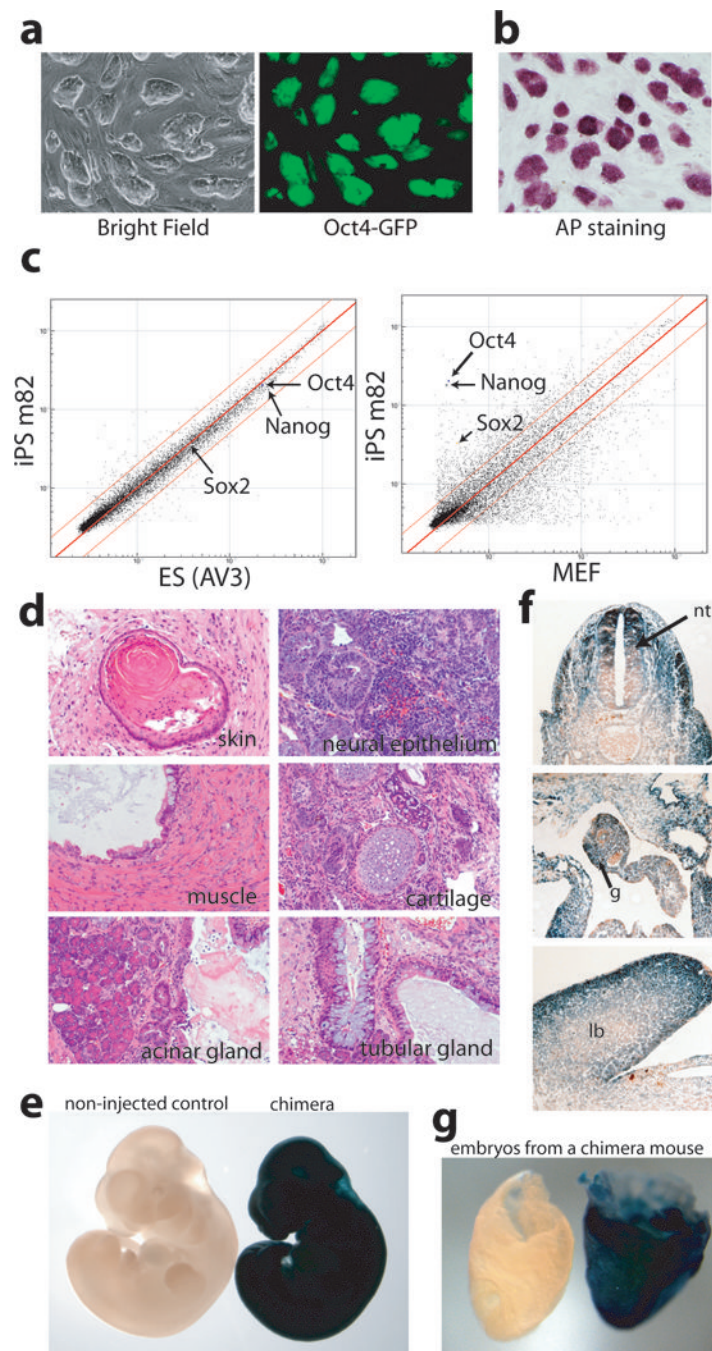 a
b
Bright Field
Oct4-GFP
AP staining
c
iPS m82
Oct4
Nanog
Sox2
ES (AV3)
iPS m82
Oct4
Nanog
Sox2
MEF
d
skin
neural epithelium
muscle
cartilage
acinar gland
tubular gland
f
nt
g
lb
e
non-injected control
chimera
g
embryos from a chimera mouse